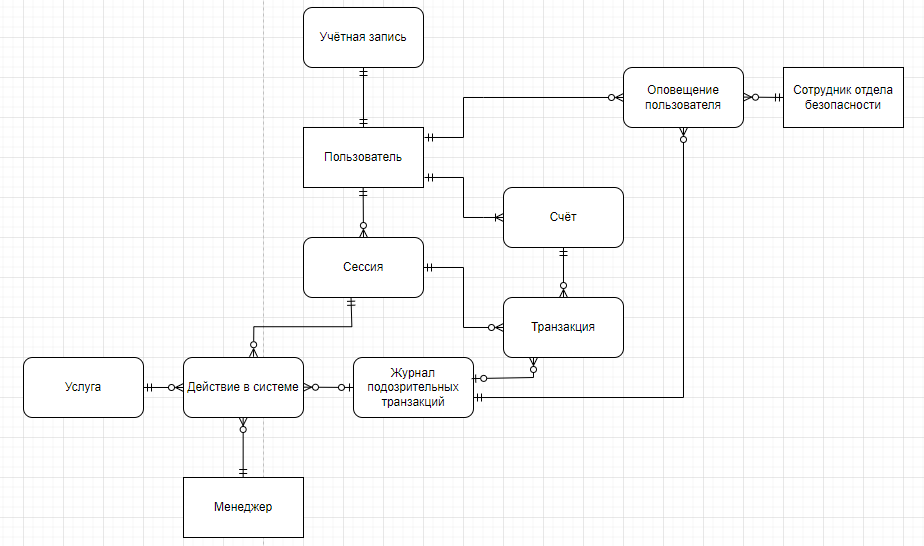 Учётная запись
Оповещение
пользователя
Сотрудник отдела
безопасности
Пользователь
Счёт
Сессия
Транзакция
Услуга
Действие в системе
Журнал
подозрительных
транзакций
Менеджер